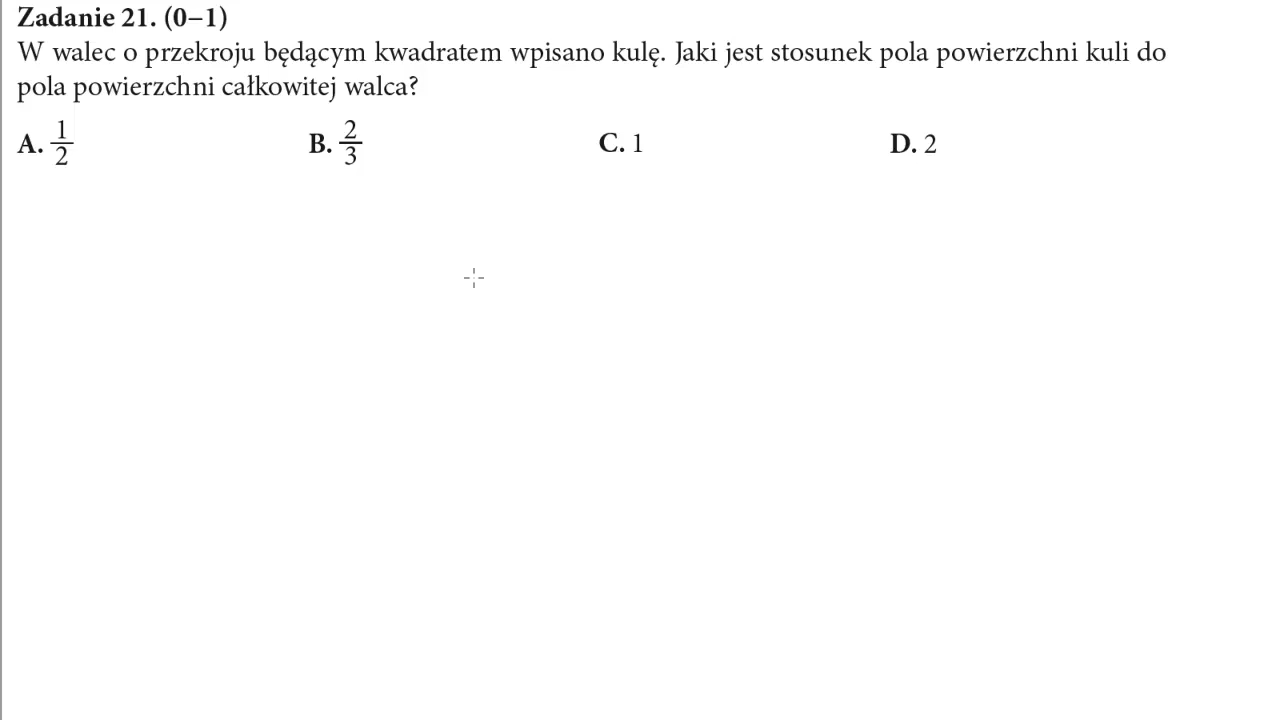 Zadanie 21. (0–1)
W walec o przekroju będącym kwadratem wpisano kulę. Jaki jest stosunek pola powierzchni kuli do
pola powierzchni całkowitej walca?
A. 1/2 B. 2/3 C. 1 D. 2